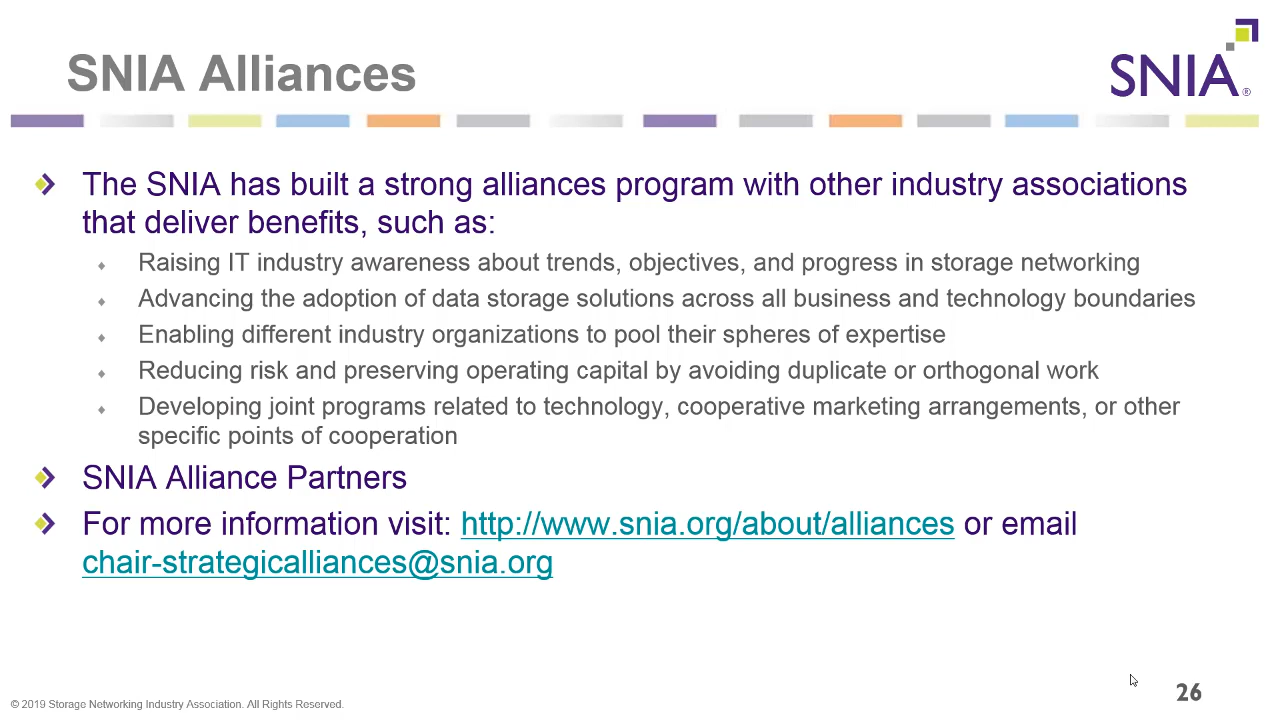 SNIA Alliances
SNIA®
The SNIA has built a strong alliances program with other industry associations
that deliver benefits, such as:
Raising IT industry awareness about trends, objectives, and progress in storage networking
Advancing the adoption of data storage solutions across all business and technology boundaries
Enabling different industry organizations to pool their spheres of expertise
Reducing risk and preserving operating capital by avoiding duplicate or orthogonal work
Developing joint programs related to technology, cooperative marketing arrangements, or other
specific points of cooperation
SNIA Alliance Partners
For more information visit: http://www.snia.org/about/alliances or email
chair-strategicalliances@snia.org
© 2019 Storage Networking Industry Association. All Rights Reserved.
26